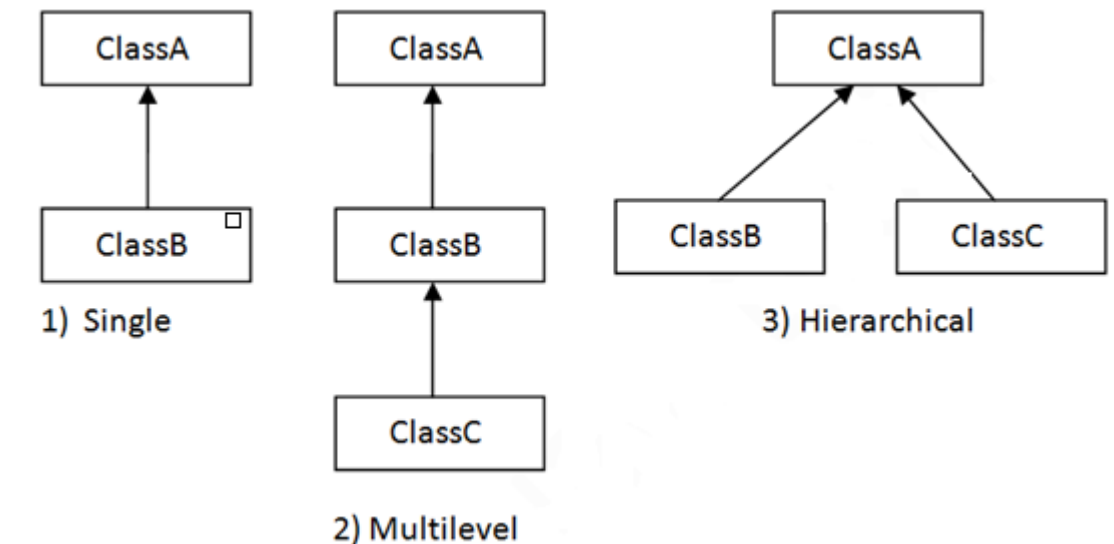 ClassA
ClassB
1) Single
ClassA
ClassB
ClassC
2) Multilevel
ClassA
ClassB
ClassC
3) Hierarchical